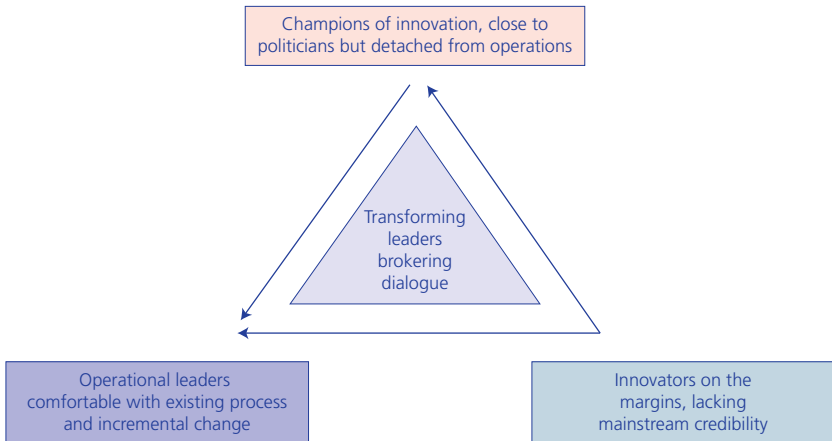 Champions of innovation, close to
politicians but detached from operations
Transforming
leaders
brokering
dialogue
Operational leaders
comfortable with existing process
and incremental change
Innovators on the
margins, lacking
mainstream credibility